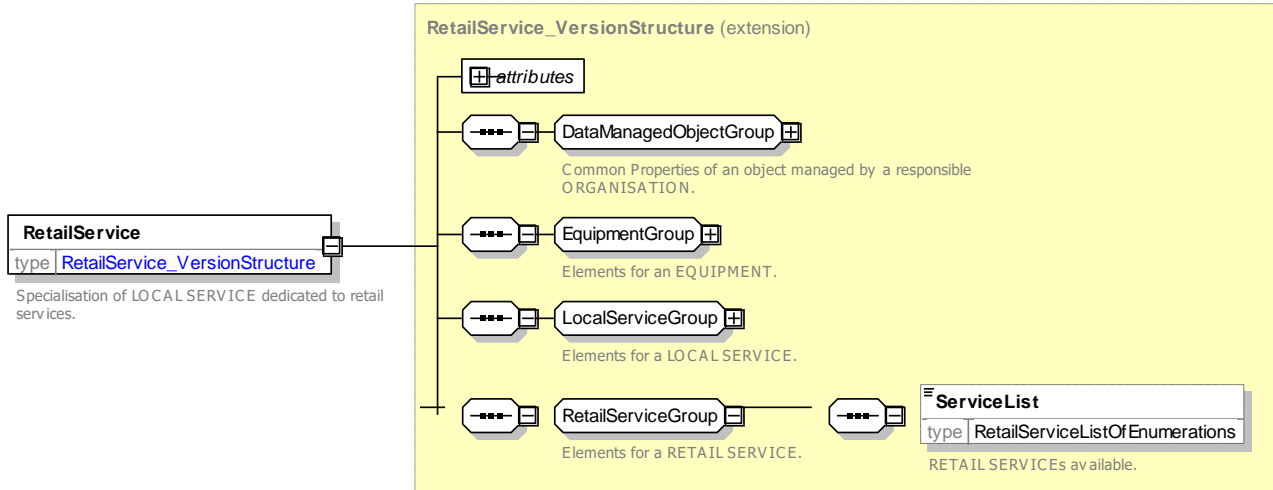 RetailService_VersionStructure (extension)
attributes
DataManagedObjectGroup
Common Properties of an object managed by a responsible
ORGANISATION.
RetailService
type RetailService_VersionStructure
Specialisation of LOCAL SERVICE dedicated to retail
services.
EquipmentGroup
Elements for an EQUIPMENT.
LocalServiceGroup
Elements for a LOCAL SERVICE.
RetailServiceGroup
Elements for a RETAIL SERVICE.
ServiceList
type RetailServiceListOfEnumerations
RETAIL SERVICEs available.